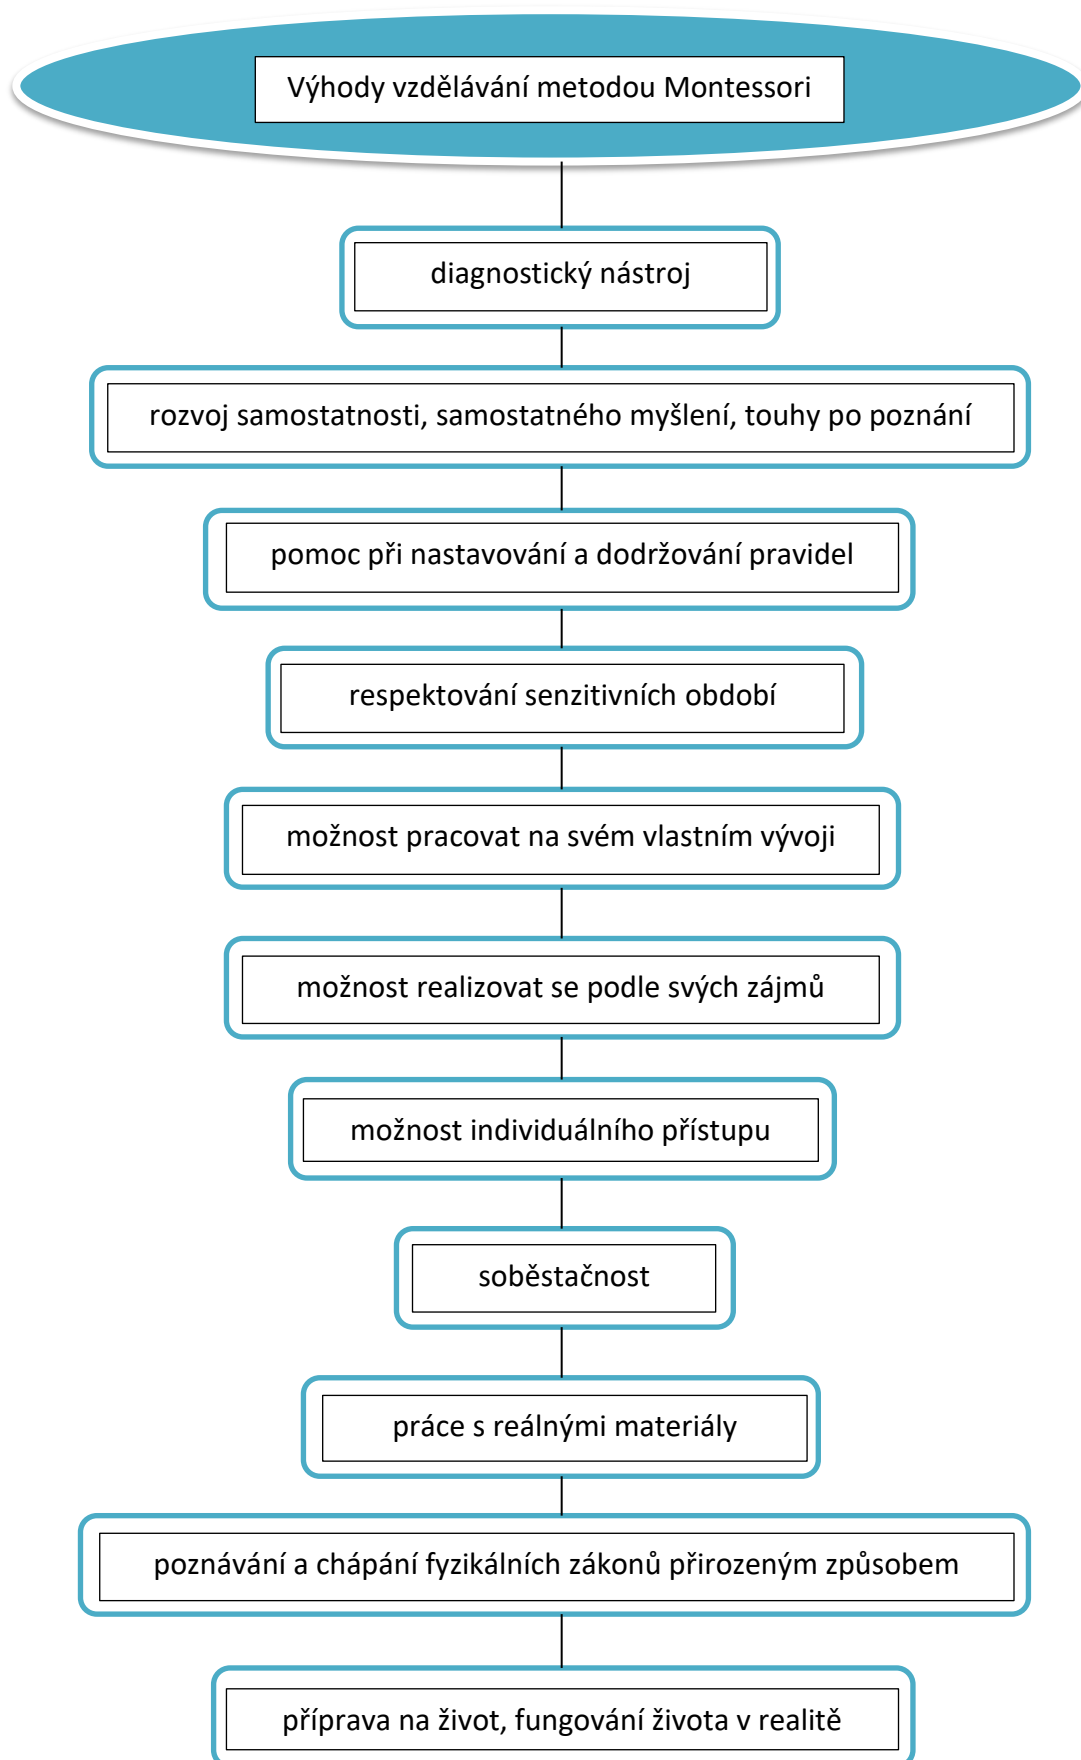 Výhody vzdělávání metodou Montessori
diagnostický nástroj
rozvoj samostatnosti, samostatného myšlení, touhy po poznání
pomoc při nastavování a dodržování pravidel
respektování senzitivních období
možnost pracovat na svém vlastním vývoji
možnost realizovat se podle svých zájmů
možnost individuálního přístupu
soběstačnost
práce s reálnými materiály
poznávání a chápání fyzikálních zákonů přirozeným způsobem
příprava na život, fungování života v realitě